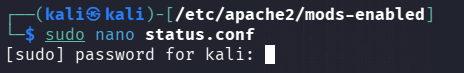 ┌──(kali㉿kali)-[/etc/apache2/mods-enabled]
└─$ sudo nano status.conf
[sudo] password for kali: